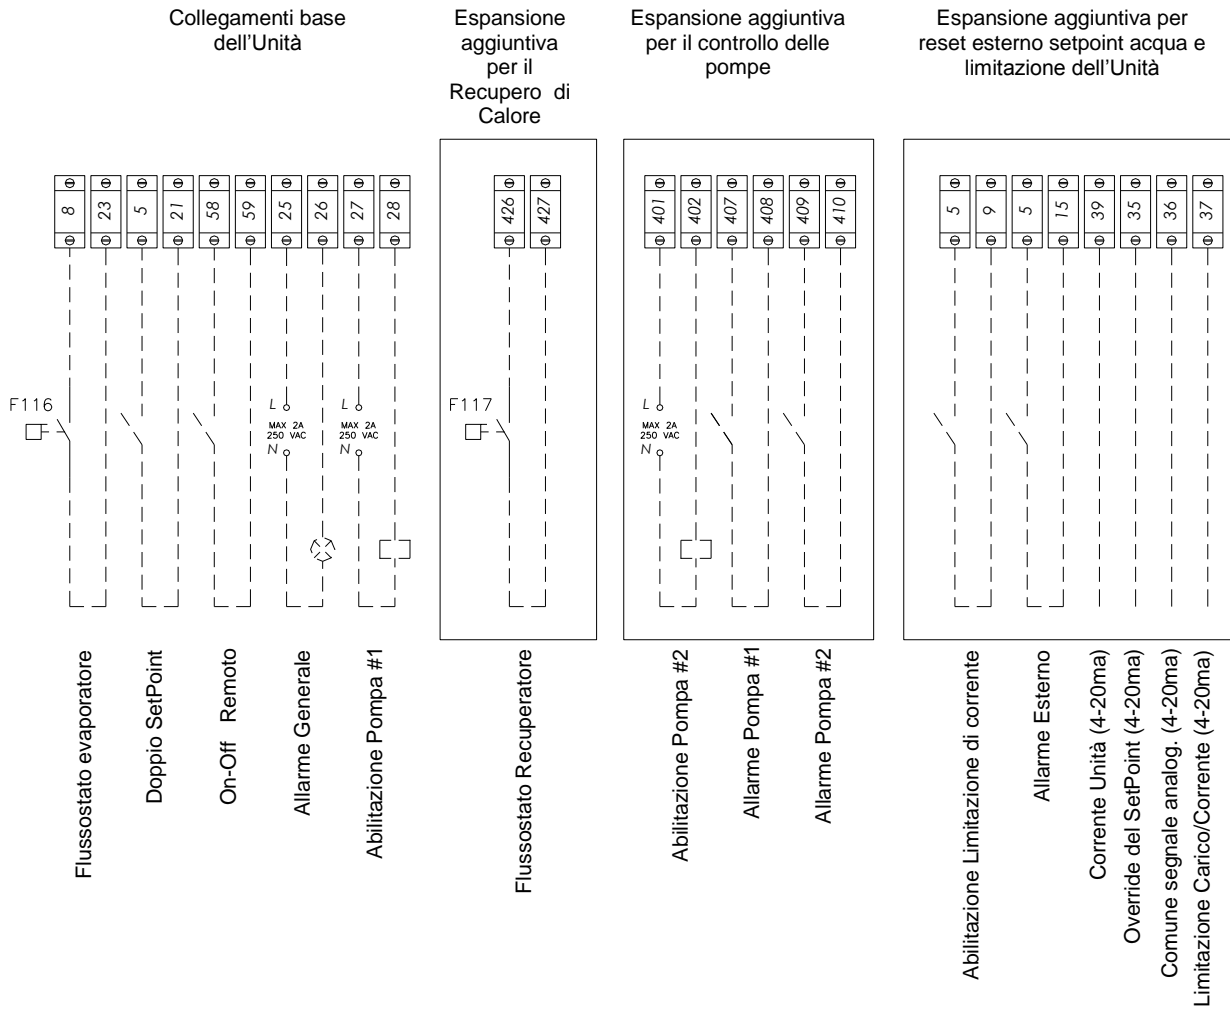 Collegamenti base
dell'Unità
Espansione
aggiuntiva
per il
Recupero di
Calore
Espansione aggiuntiva
per il controllo delle
pompe
Espansione aggiuntiva per
reset esterno setpoint acqua e
limitazione dell'Unità
8
23
5
21
58
59
25
26
27
28
426
427
401
402
407
408
409
410
5
9
5
15
39
35
36
37
F116
L
MAX 2A
250 VAC
N
L
MAX 2A
250 VAC
N
F117
L
MAX 2A
250 VAC
N
Flussostato evaporatore
Doppio SetPoint
On-Off Remoto
Allarme Generale
Abilitazione Pompa #1
Flussostato Recuperatore
Abilitazione Pompa #2
Allarme Pompa #1
Allarme Pompa #2
Abilitazione Limitazione di corrente
Allarme Esterno
Corrente Unità (4-20ma)
Override del SetPoint (4-20ma)
Comune segnale analog. (4-20ma)
Limitazione Carico/Corrente (4-20ma)